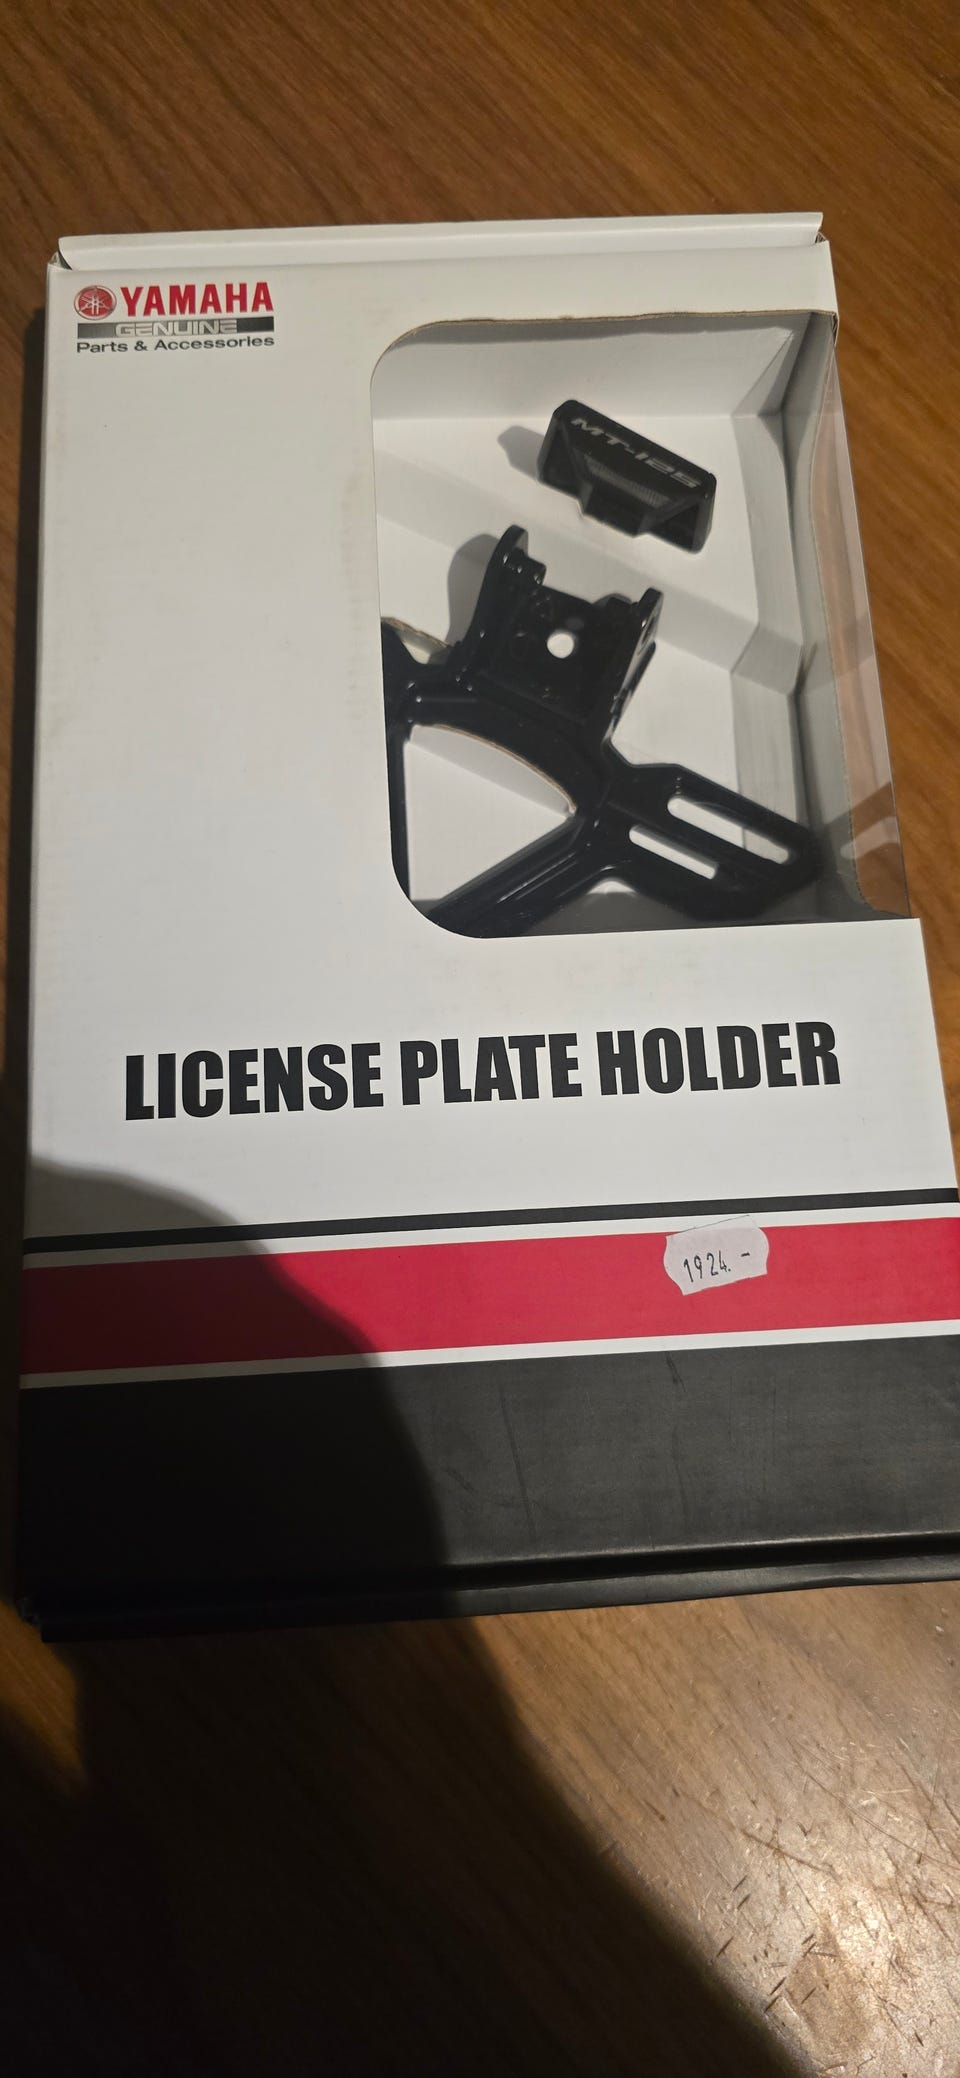 YAMAHA
GENUINE
Parts & Accessories
MT-125
LICENSE PLATE HOLDER
1924.-